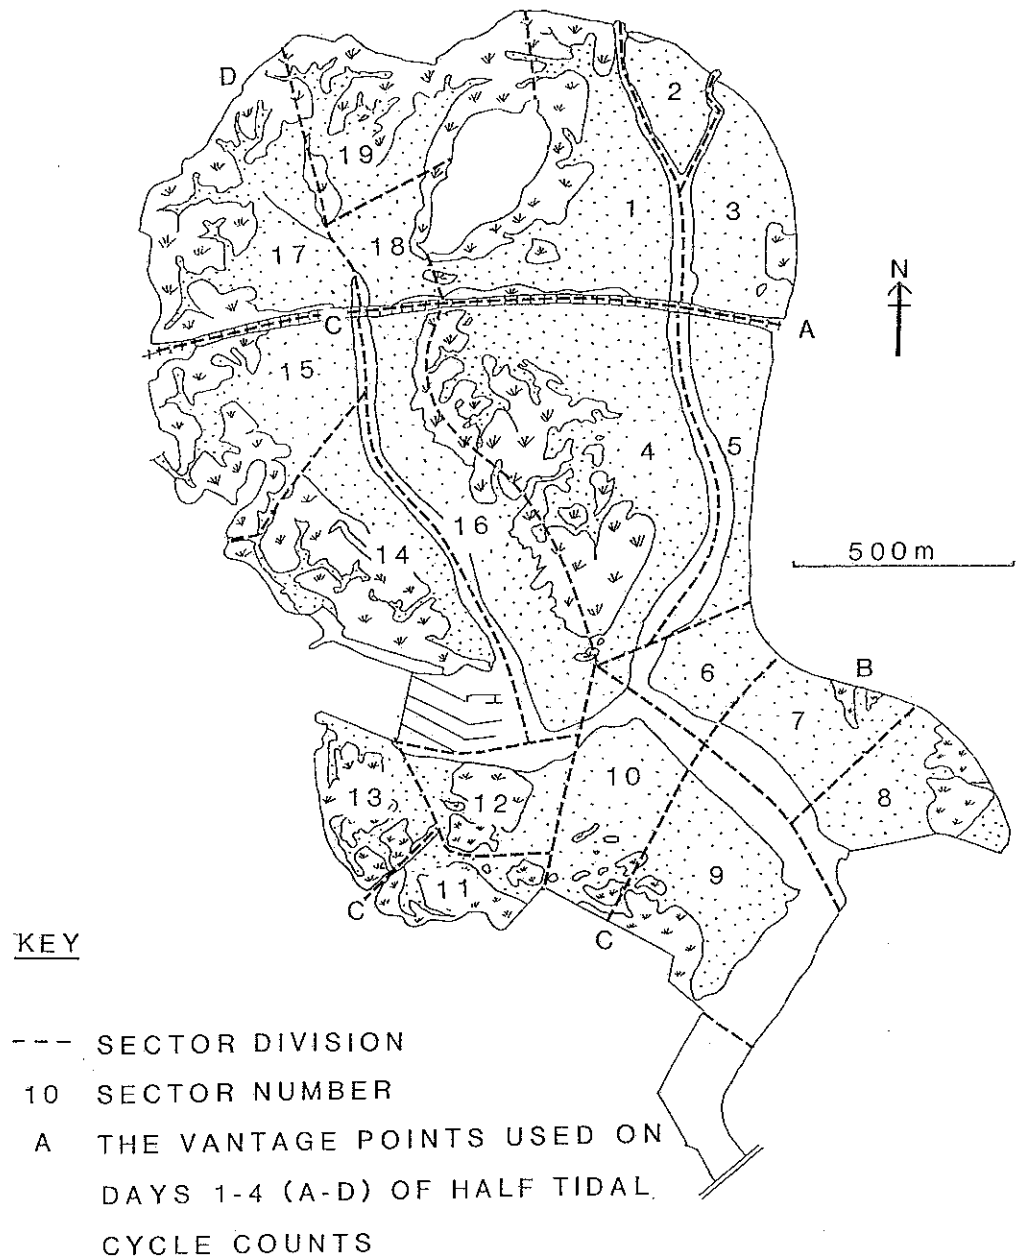 D
2
19
1
3
17
18
N
C
A
15
4
5
16
500m
14
6
B
7
10
8
13
12
9
11
C
C
KEY
--- SECTOR DIVISION
10 SECTOR NUMBER
A THE VANTAGE POINTS USED ON
DAYS 1-4 (A-D) OF HALF TIDAL
CYCLE COUNTS